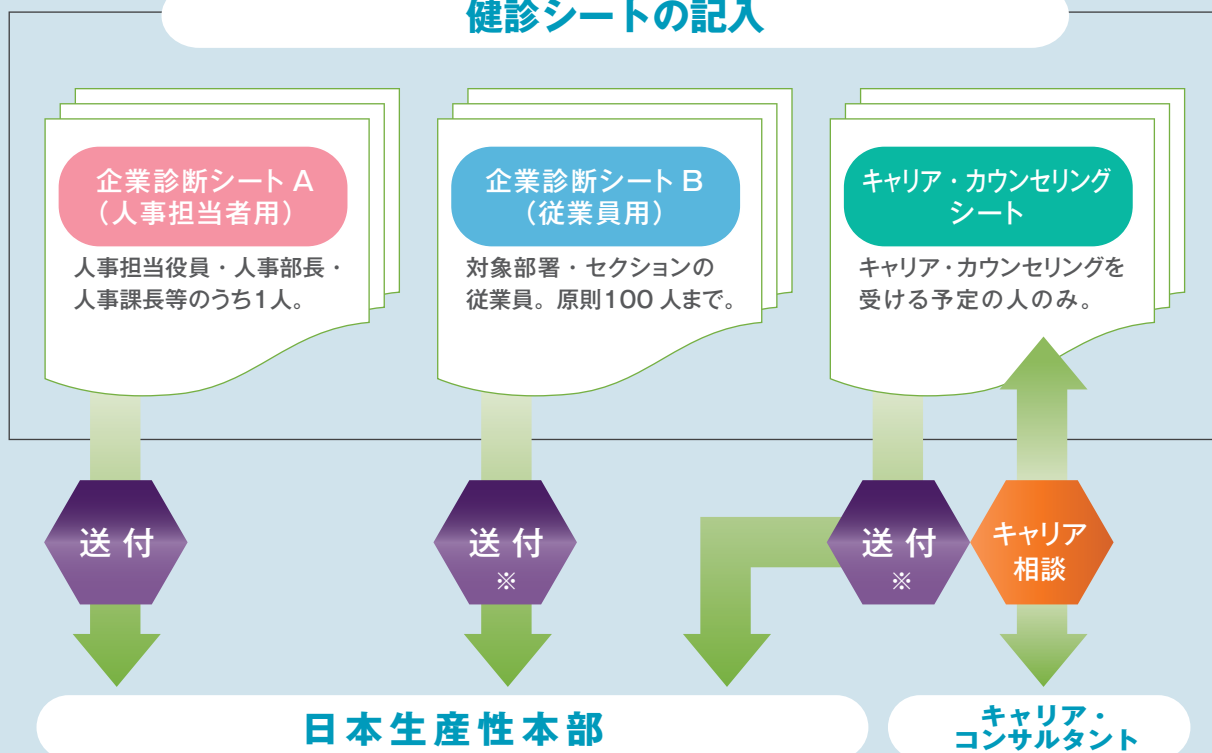 健診シートの記入
企業診断シート A
（人事担当者用）
人事担当役員・人事部長・
人事課長等のうち1人。
企業診断シート B
（従業員用）
対象部署・セクションの
従業員。原則100 人まで。
キャリア・カウンセリング
シート
キャリア・カウンセリングを
受ける予定の人のみ。
送 付
送 付
※
送 付
※
キャリア
相談
日本生産性本部
キャリア・
コンサルタント